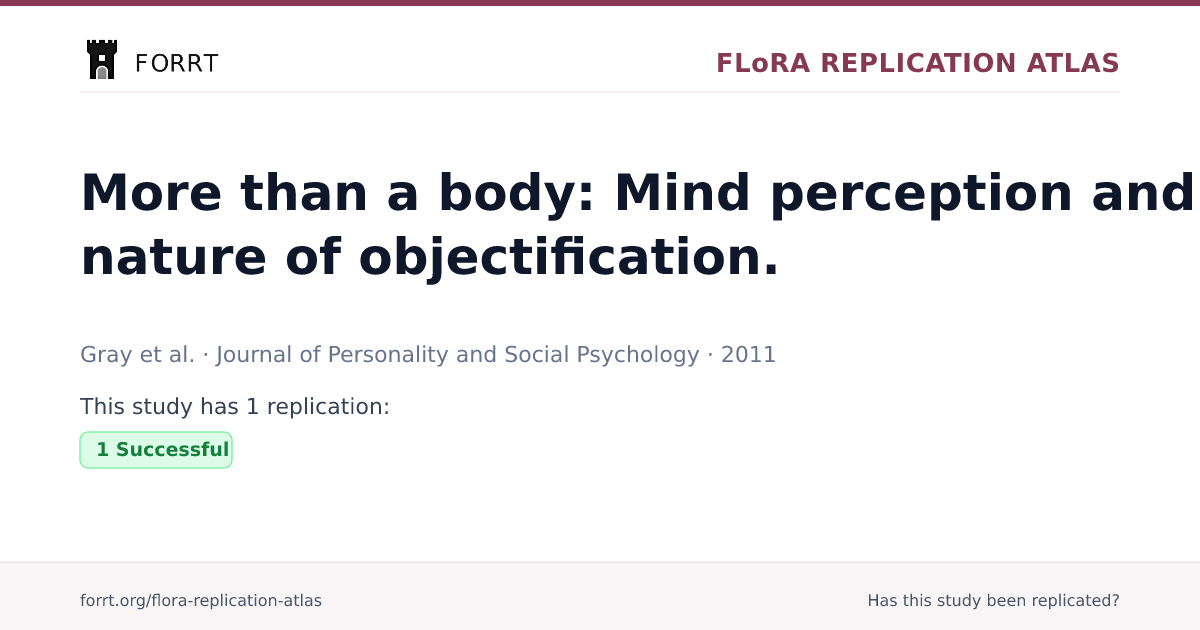 FORRT
FLoRA REPLICATION ATLAS
More than a body: Mind perception and
nature of objectification.
Gray et al. · Journal of Personality and Social Psychology · 2011
This study has 1 replication:
1 Successful
forrt.org/flora-replication-atlas
Has this study been replicated?